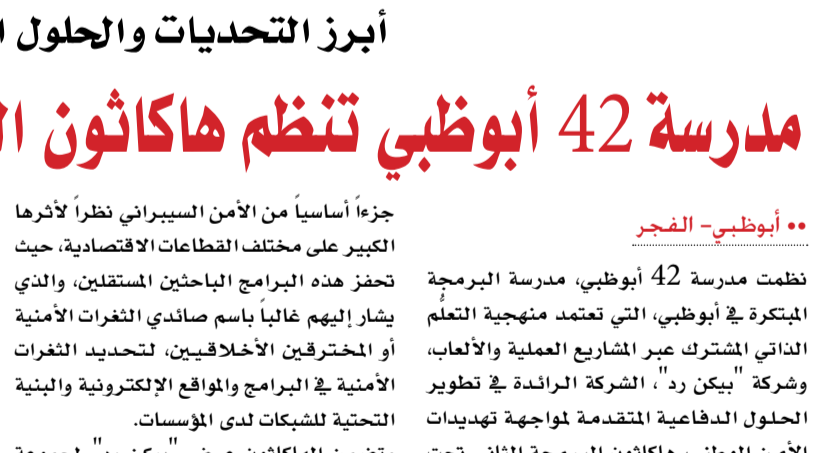 أبرز التحديات والحلول
مدرسة 42 أبوظبي تنظم هاكاثون
•• أبوظبي- الفجر
نظمت مدرسة 42 أبوظبي، مدرسة البرمجة
المبتكرة في أبوظبي، التي تعتمد منهجية التعلُّم
الذاتي المشترك عبر المشاريع العملية والألعاب،
وشركة "بيكن رد"، الشركة الرائدة في تطوير
الحلول الدفاعية المتقدمة لمواجهة تهديدات
جزءاً أساسياً من الأمن السيبراني نظراً لأثرها
الكبير على مختلف القطاعات الاقتصادية، حيث
تحفز هذه البرامج الباحثين المستقلين، والذي
يشار إليهم غالباً باسم صائدي الثغرات الأمنية
أو المخترقين الأخلاقيين، لتحديد الثغرات
الأمنية في البرامج والمواقع الإلكترونية والبنية
التحتية للشبكات لدى المؤسسات.